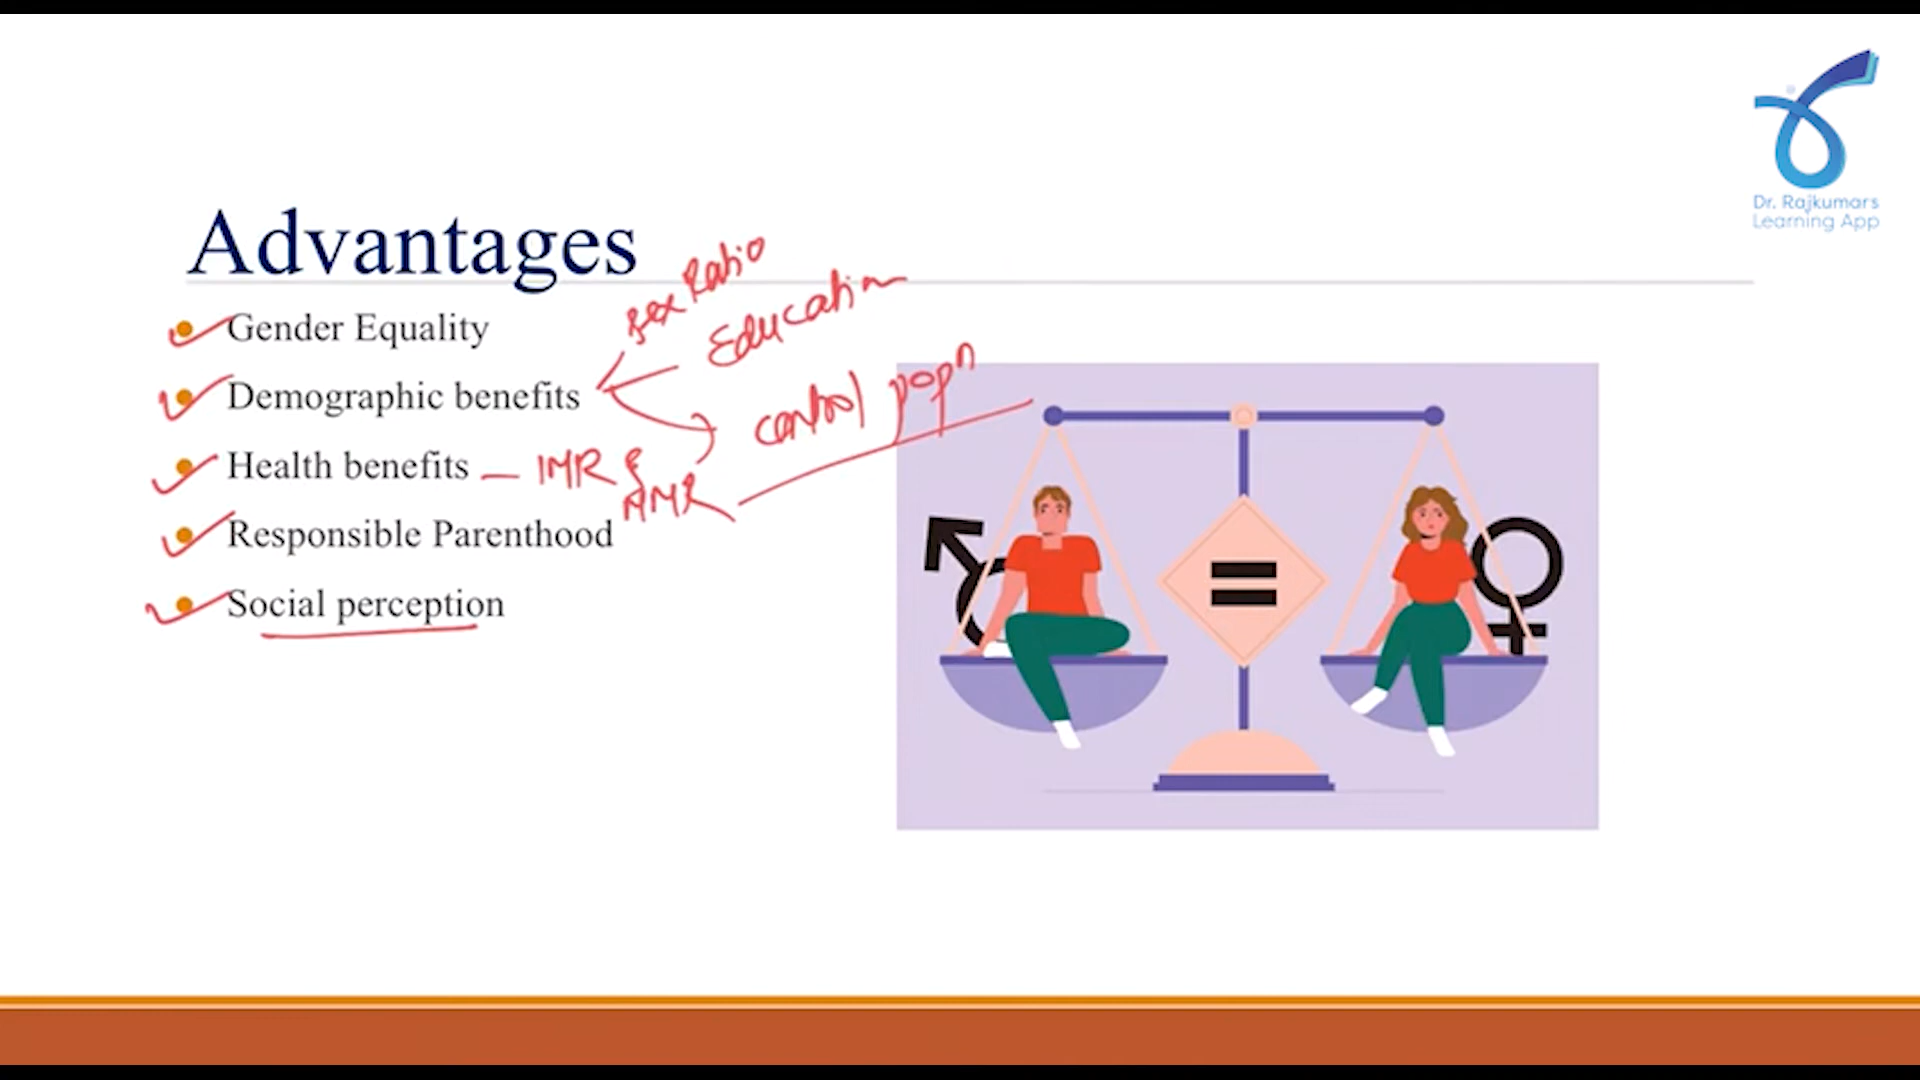 Dr. Rajkumars
Learning App
Advantages
Gender Equality
Sex Ratio
Education
Demographic benefits
control popn
Health benefits – IMR &
MMR
Responsible Parenthood
Social perception
=